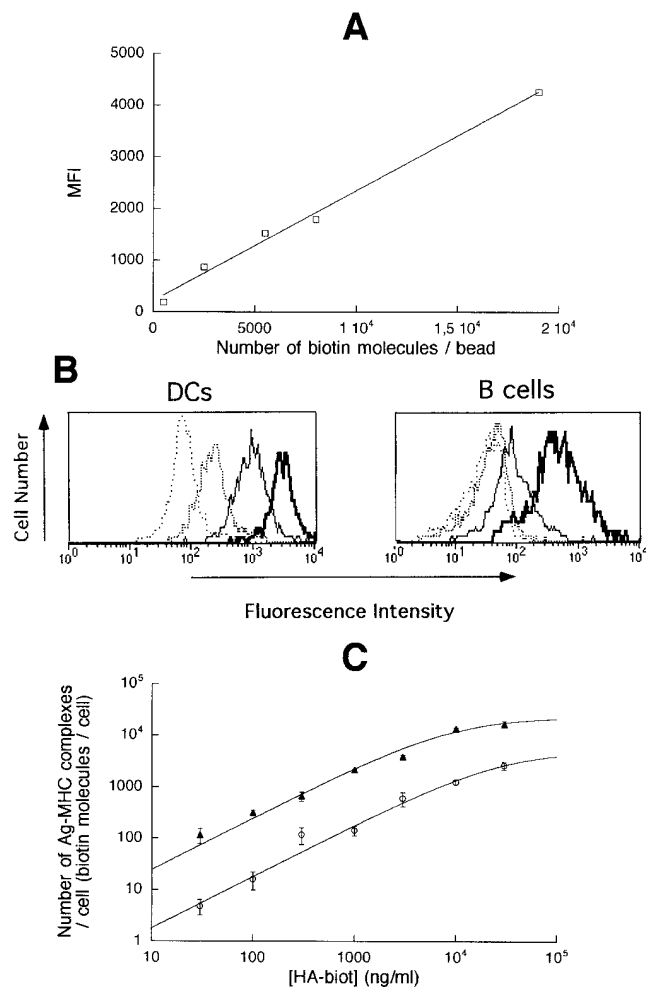 A
5000
4000
3000
2000
1000
0
MFI
0 5000 1 10⁴ 1,5 10⁴ 2 10⁴
Number of biotin molecules / bead
B
DCs
B cells
Cell Number
10⁰ 10¹ 10² 10³ 10⁴
10⁰ 10¹ 10² 10³ 10⁴
Fluorescence Intensity
C
Number of Ag-MHC complexes
/ cell (biotin molecules / cell)
10⁵
10⁴
1000
100
10
1
10 100 1000 10⁴ 10⁵
[HA-biot] (ng/ml)